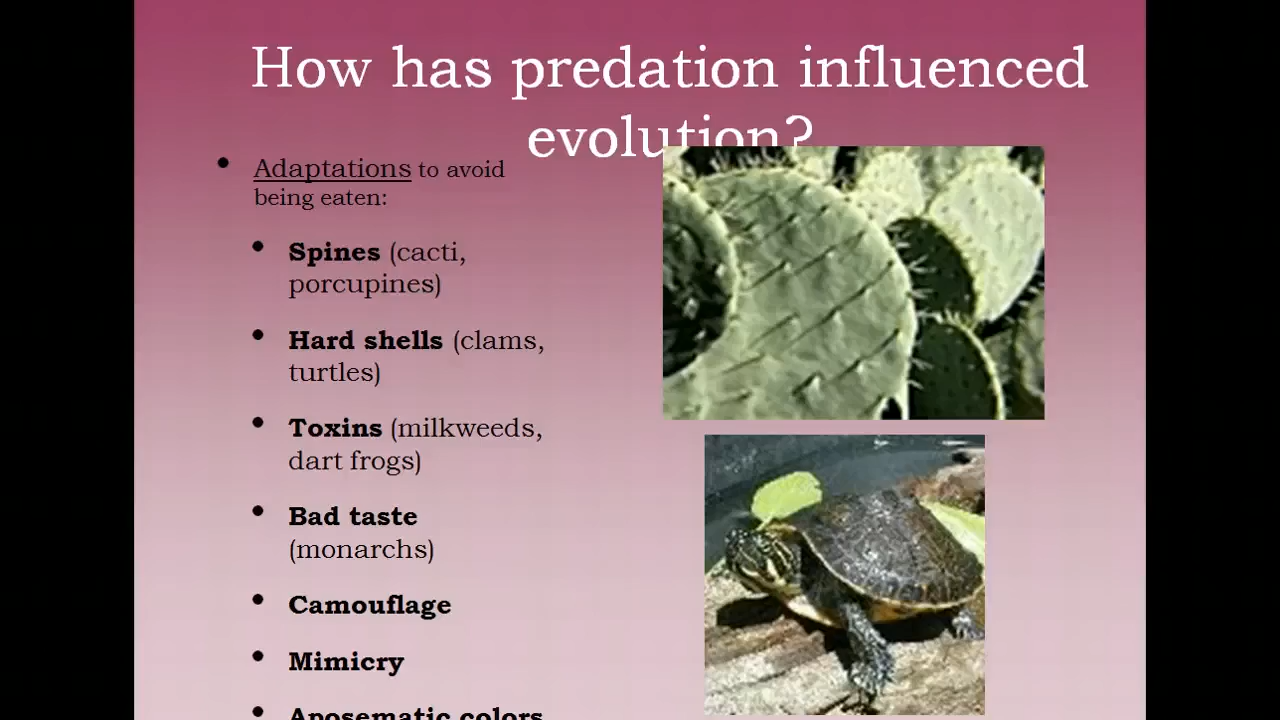 How has predation influenced
evolution?
• Adaptations to avoid
being eaten:
• Spines (cacti,
porcupines)
• Hard shells (clams,
turtles)
• Toxins (milkweeds,
dart frogs)
• Bad taste
(monarchs)
• Camouflage
• Mimicry
• Aposematic colors